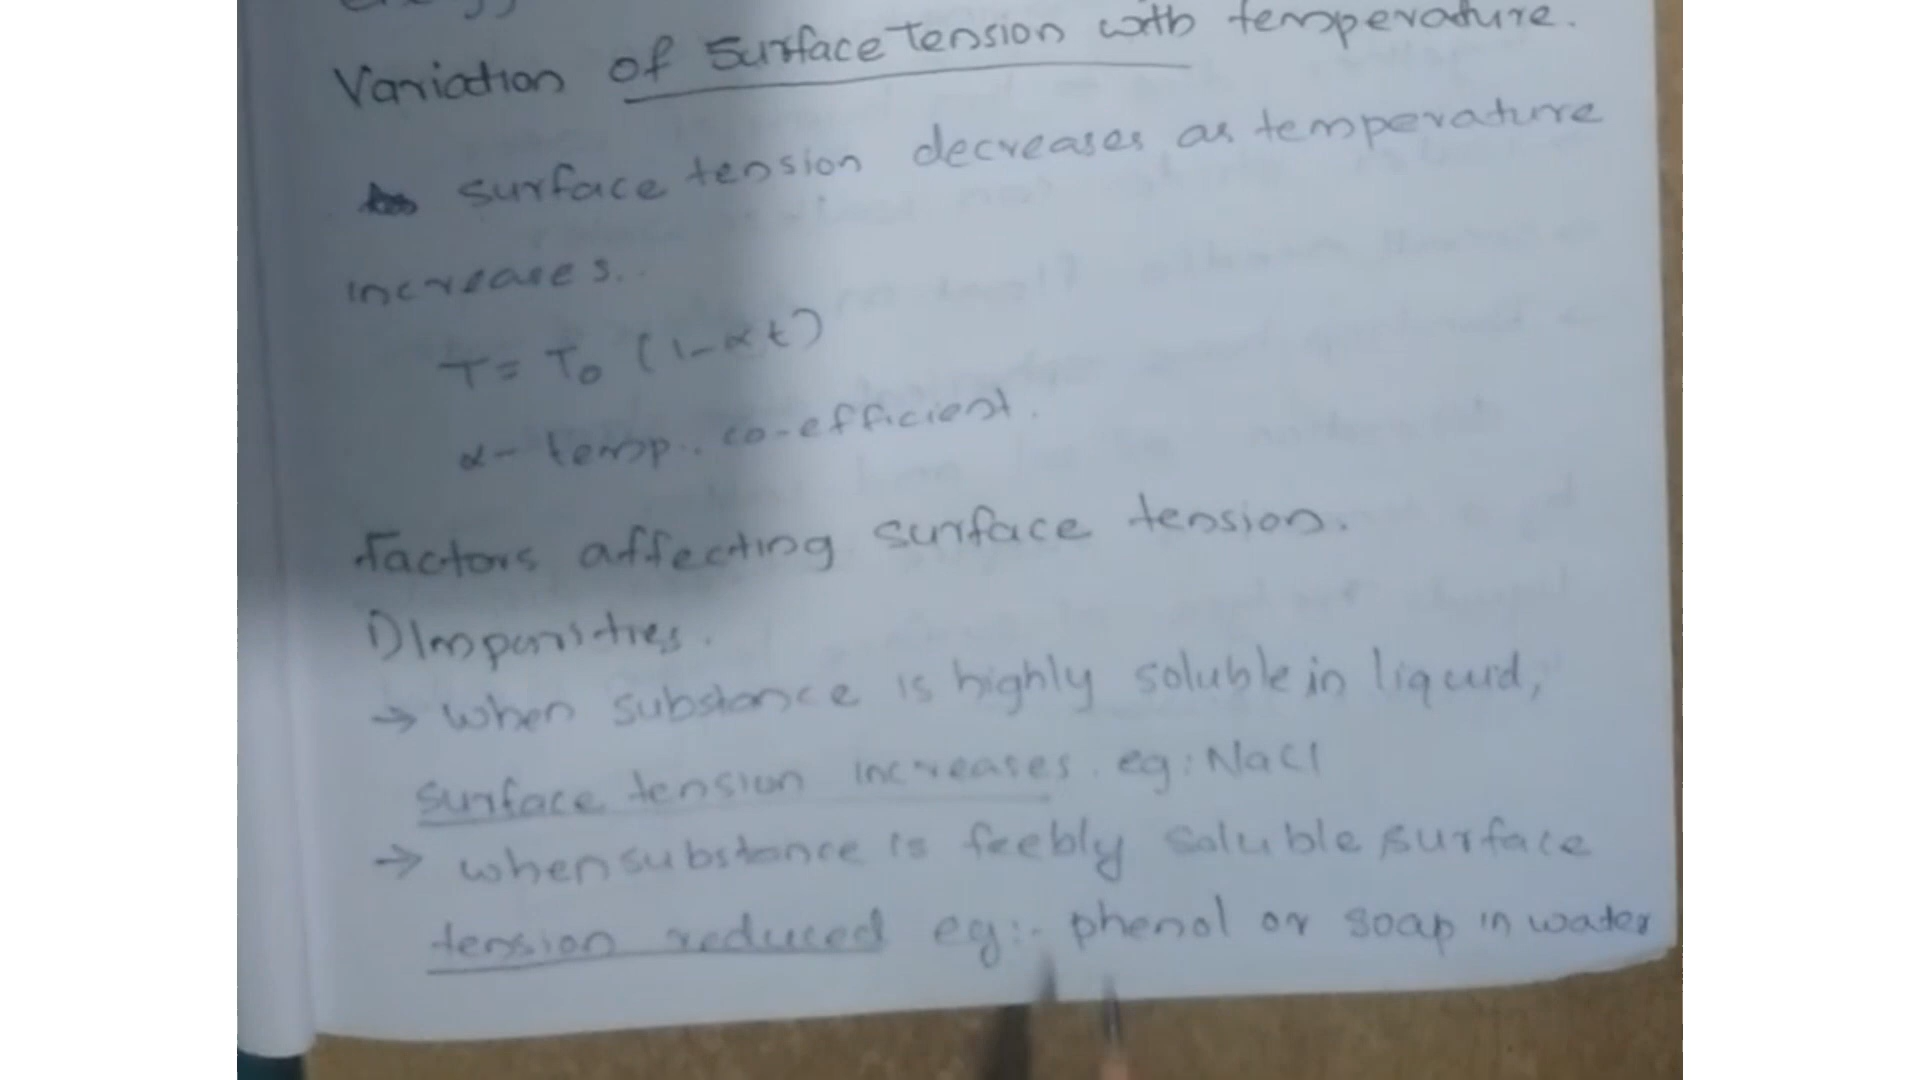 Variation of Surface Tension with temperature.
surface tension decreases as temperature
increases.
T = T₀ (1-αt)
α- temp. co-efficient.
Factors affecting surface tension.
1) Impurities.
→ when substance is highly soluble in liquid,
surface tension increases. eg: NaCl
→ when substance is feebly soluble surface
tension reduced eg:- phenol or soap in water